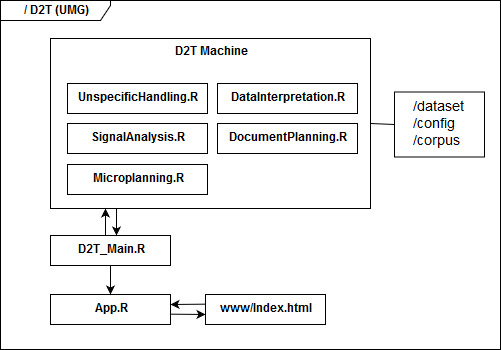 / D2T (UMG)
D2T Machine
UnspecificHandling.R
DataInterpretation.R
SignalAnalysis.R
DocumentPlanning.R
Microplanning.R
/dataset
/config
/corpus
D2T_Main.R
App.R
www/Index.html